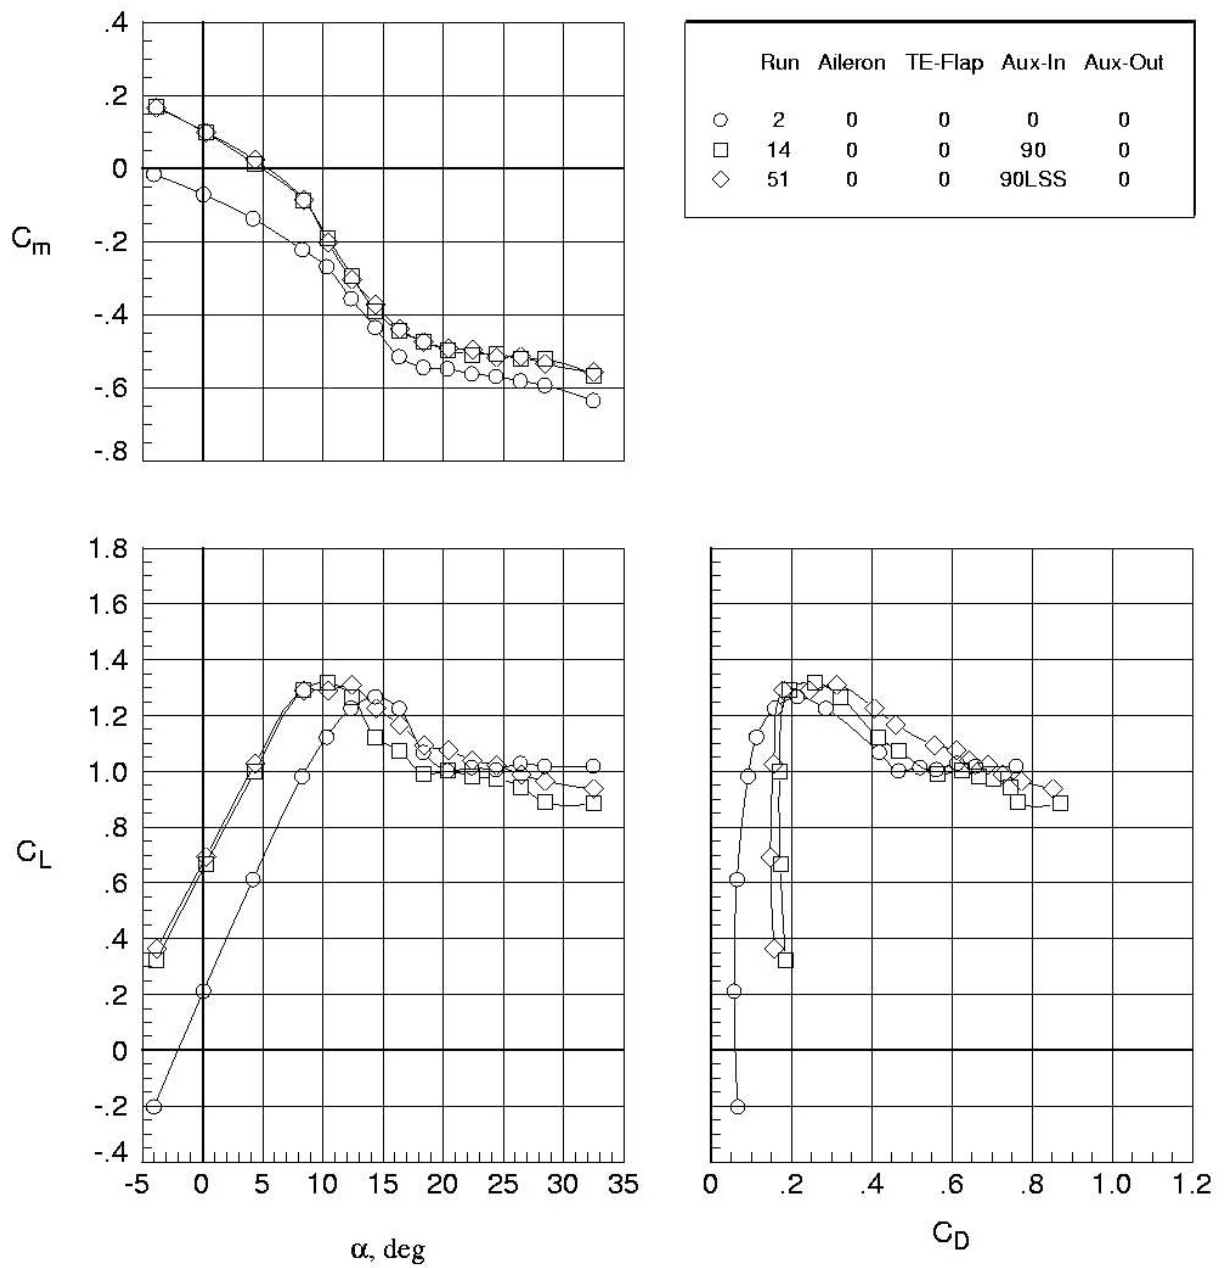 .4
.2
0
-.2
-.4
-.6
-.8
Cm
Run Aileron TE-Flap Aux-In Aux-Out
2 0 0 0 0
14 0 0 90 0
51 0 0 90LSS 0
1.8
1.6
1.4
1.2
1.0
.8
.6
.4
.2
0
-.2
-.4
CL
-5 0 5 10 15 20 25 30 35
α, deg
0 .2 .4 .6 .8 1.0 1.2
CD